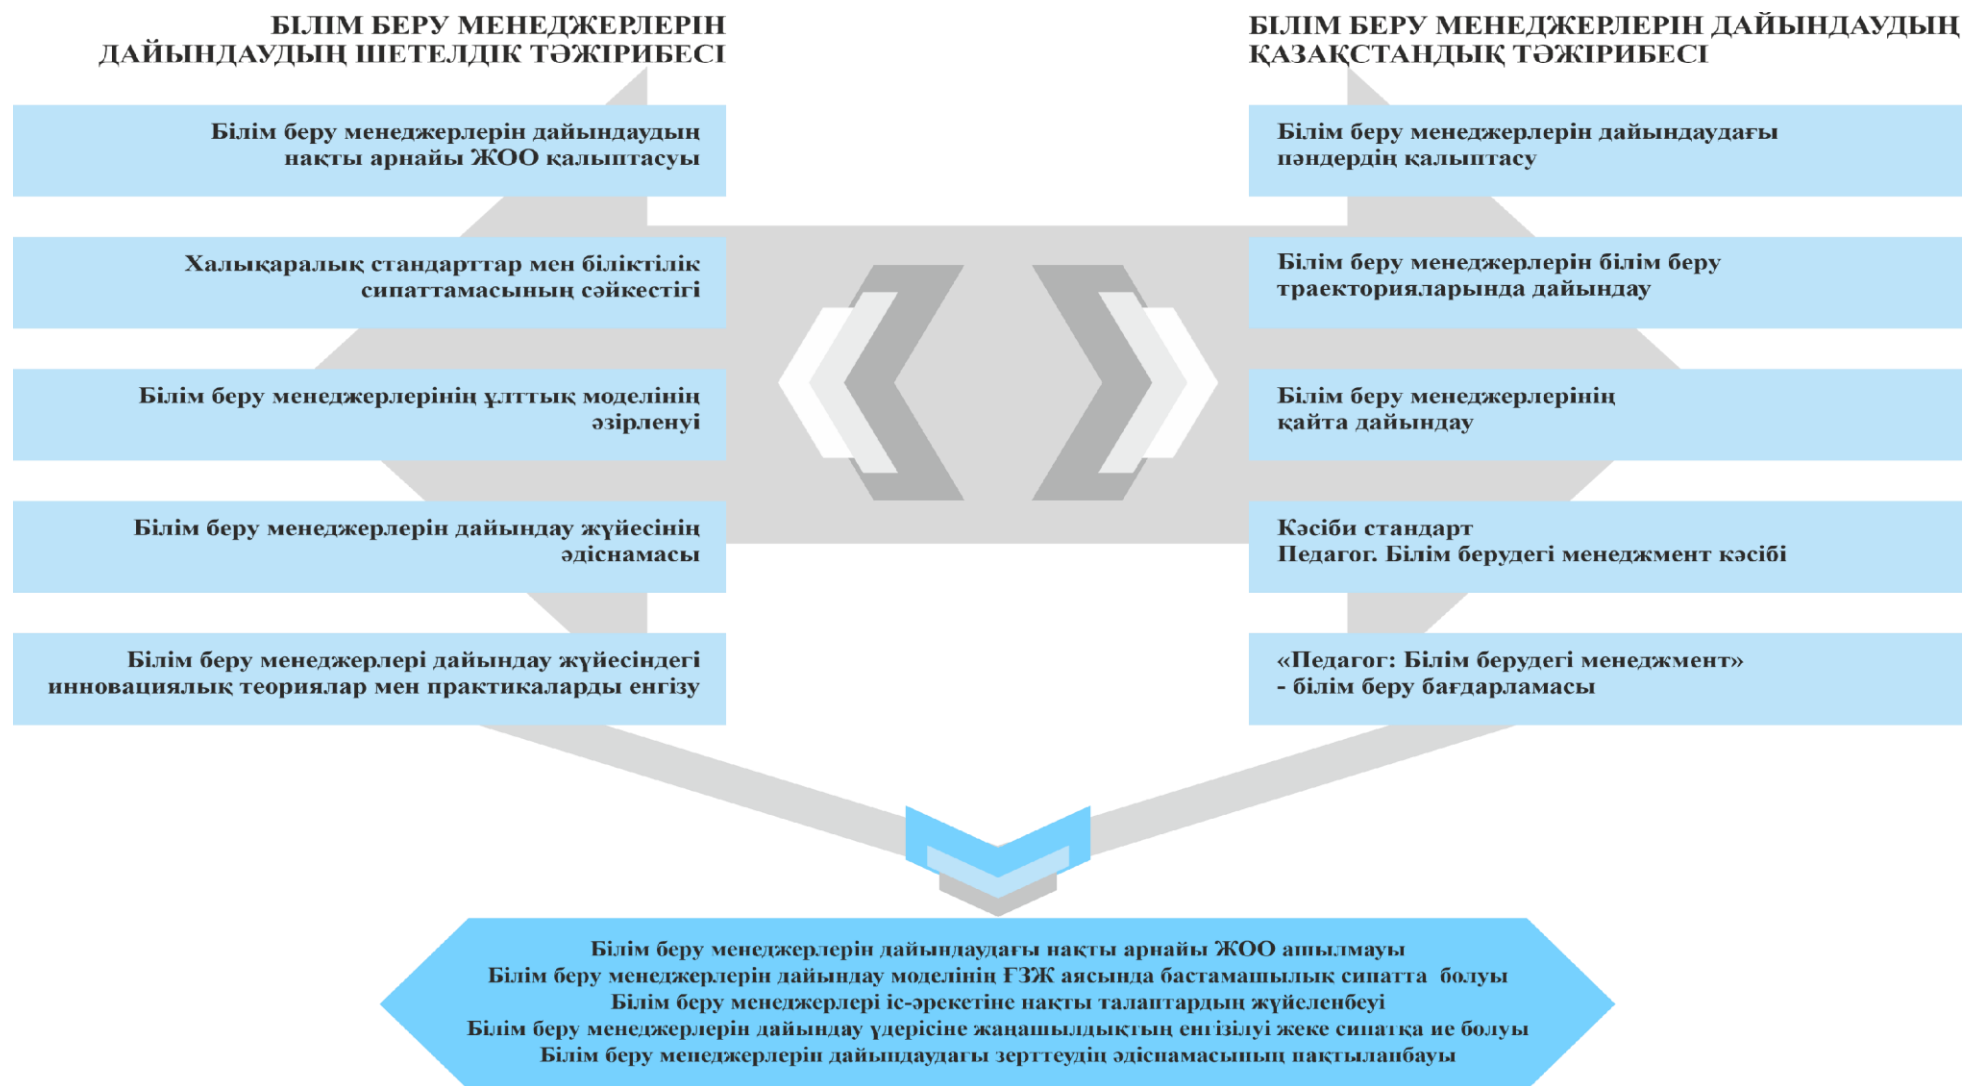 БІЛІМ БЕРУ МЕНЕДЖЕРЛЕРІН
ДАЙЫНДАУДЫҢ ШЕТЕЛДІК ТӘЖІРИБЕСІ
Білім беру менеджерлерін дайындаудың
нақты арнайы ЖОО қалыптасуы
Халықаралық стандарттар мен біліктілік
сипаттамасының сәйкестігі
Білім беру менеджерлерінің ұлттық моделінің
әзірленуі
Білім беру менеджерлерін дайындау жүйесінің
әдіснамасы
Білім беру менеджерлері дайындау жүйесіндегі
инновациялық теориялар мен практикаларды енгізу
БІЛІМ БЕРУ МЕНЕДЖЕРЛЕРІН ДАЙЫНДАУДЫҢ
ҚАЗАҚСТАНДЫҚ ТӘЖІРИБЕСІ
Білім беру менеджерлерін дайындаудағы
пәндердің қалыптасу
Білім беру менеджерлерін білім беру
траекторияларында дайындау
Білім беру менеджерлерінің
қайта дайындау
Кәсіби стандарт
Педагог. Білім берудегі менеджмент кәсібі
«Педагог: Білім берудегі менеджмент»
- білім беру бағдарламасы
Білім беру менеджерлерін дайындаудағы нақты арнайы ЖОО ашылмауы
Білім беру менеджерлерін дайындау моделінің ҒЗЖ аясында бастамашылық сипатта болуы
Білім беру менеджерлері іс-әрекетіне нақты талаптардың жүйеленбеуі
Білім беру менеджерлерін дайындау үдерісіне жаңашылдықтың енгізілуі жеке сипатқа ие болуы
Білім беру менеджерлерін дайындаудағы зерттеудің әдіснамасының нақтыланбауы